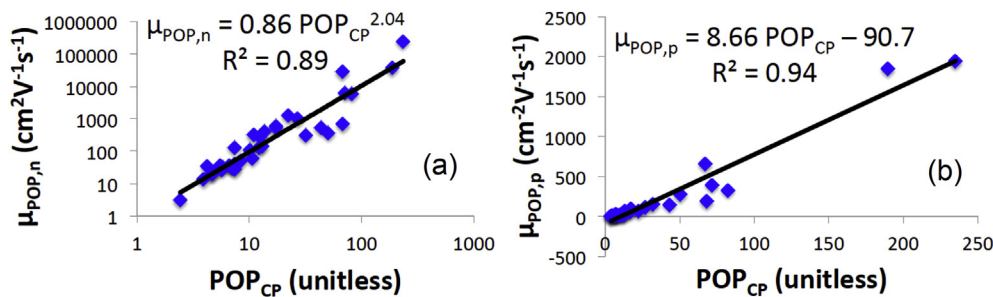 μPOP,n = 0.86 POPCP^2.04
R² = 0.89
1000000
100000
10000
1000
100
10
1
1 10 100 1000
μPOP,n (cm²V⁻¹s⁻¹)
POPCP (unitless)
(a)
μPOP,p = 8.66 POPCP – 90.7
R² = 0.94
2500
2000
1500
1000
500
0
-500
0 50 100 150 200 250
μPOP,p (cm⁻²V⁻¹s⁻¹)
POPCP (unitless)
(b)